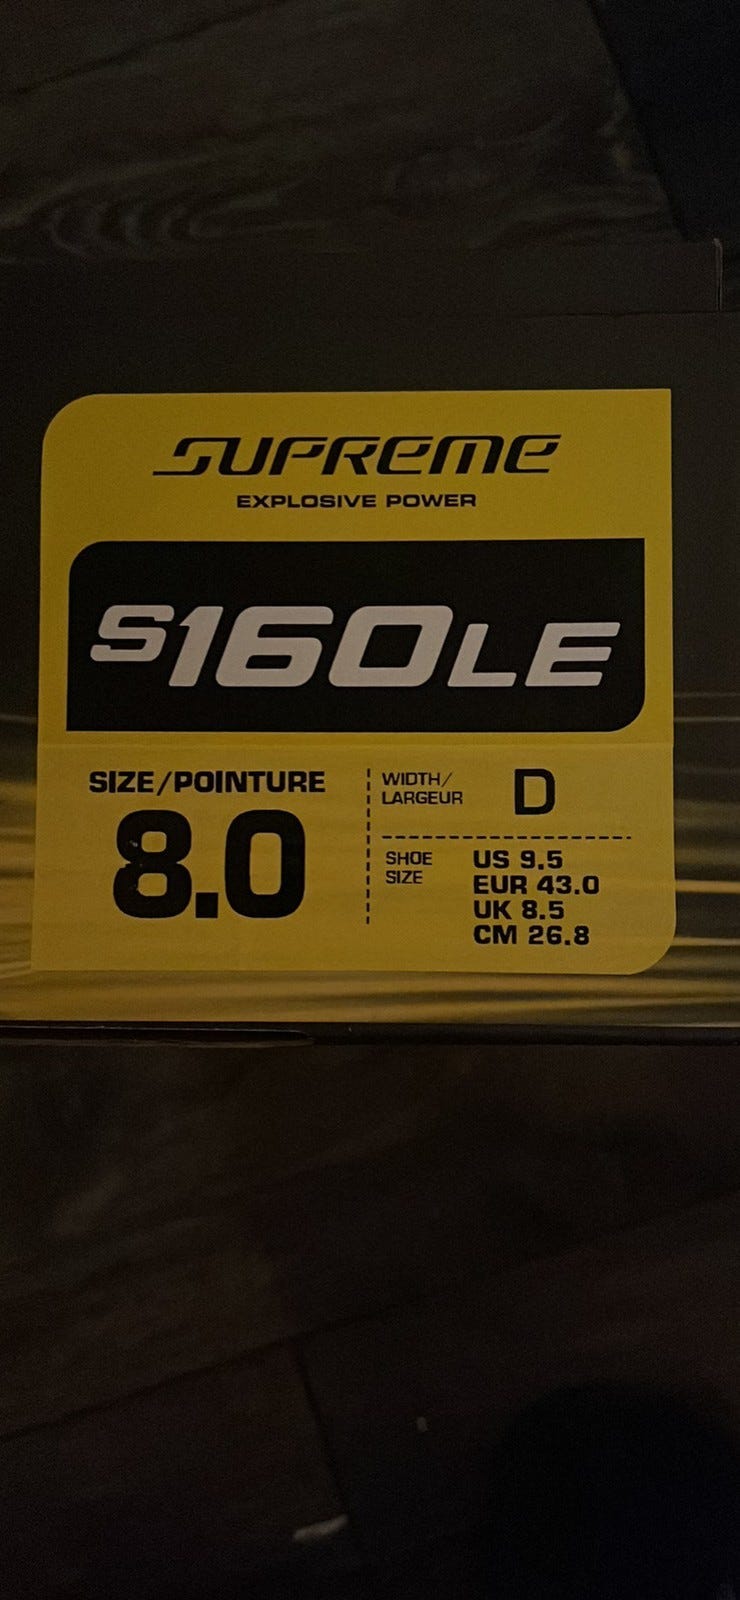 SUPREME
EXPLOSIVE POWER
S160LE
SIZE/POINTURE
8.0
WIDTH/
LARGEUR
D
SHOE
SIZE
US 9.5
EUR 43.0
UK 8.5
CM 26.8